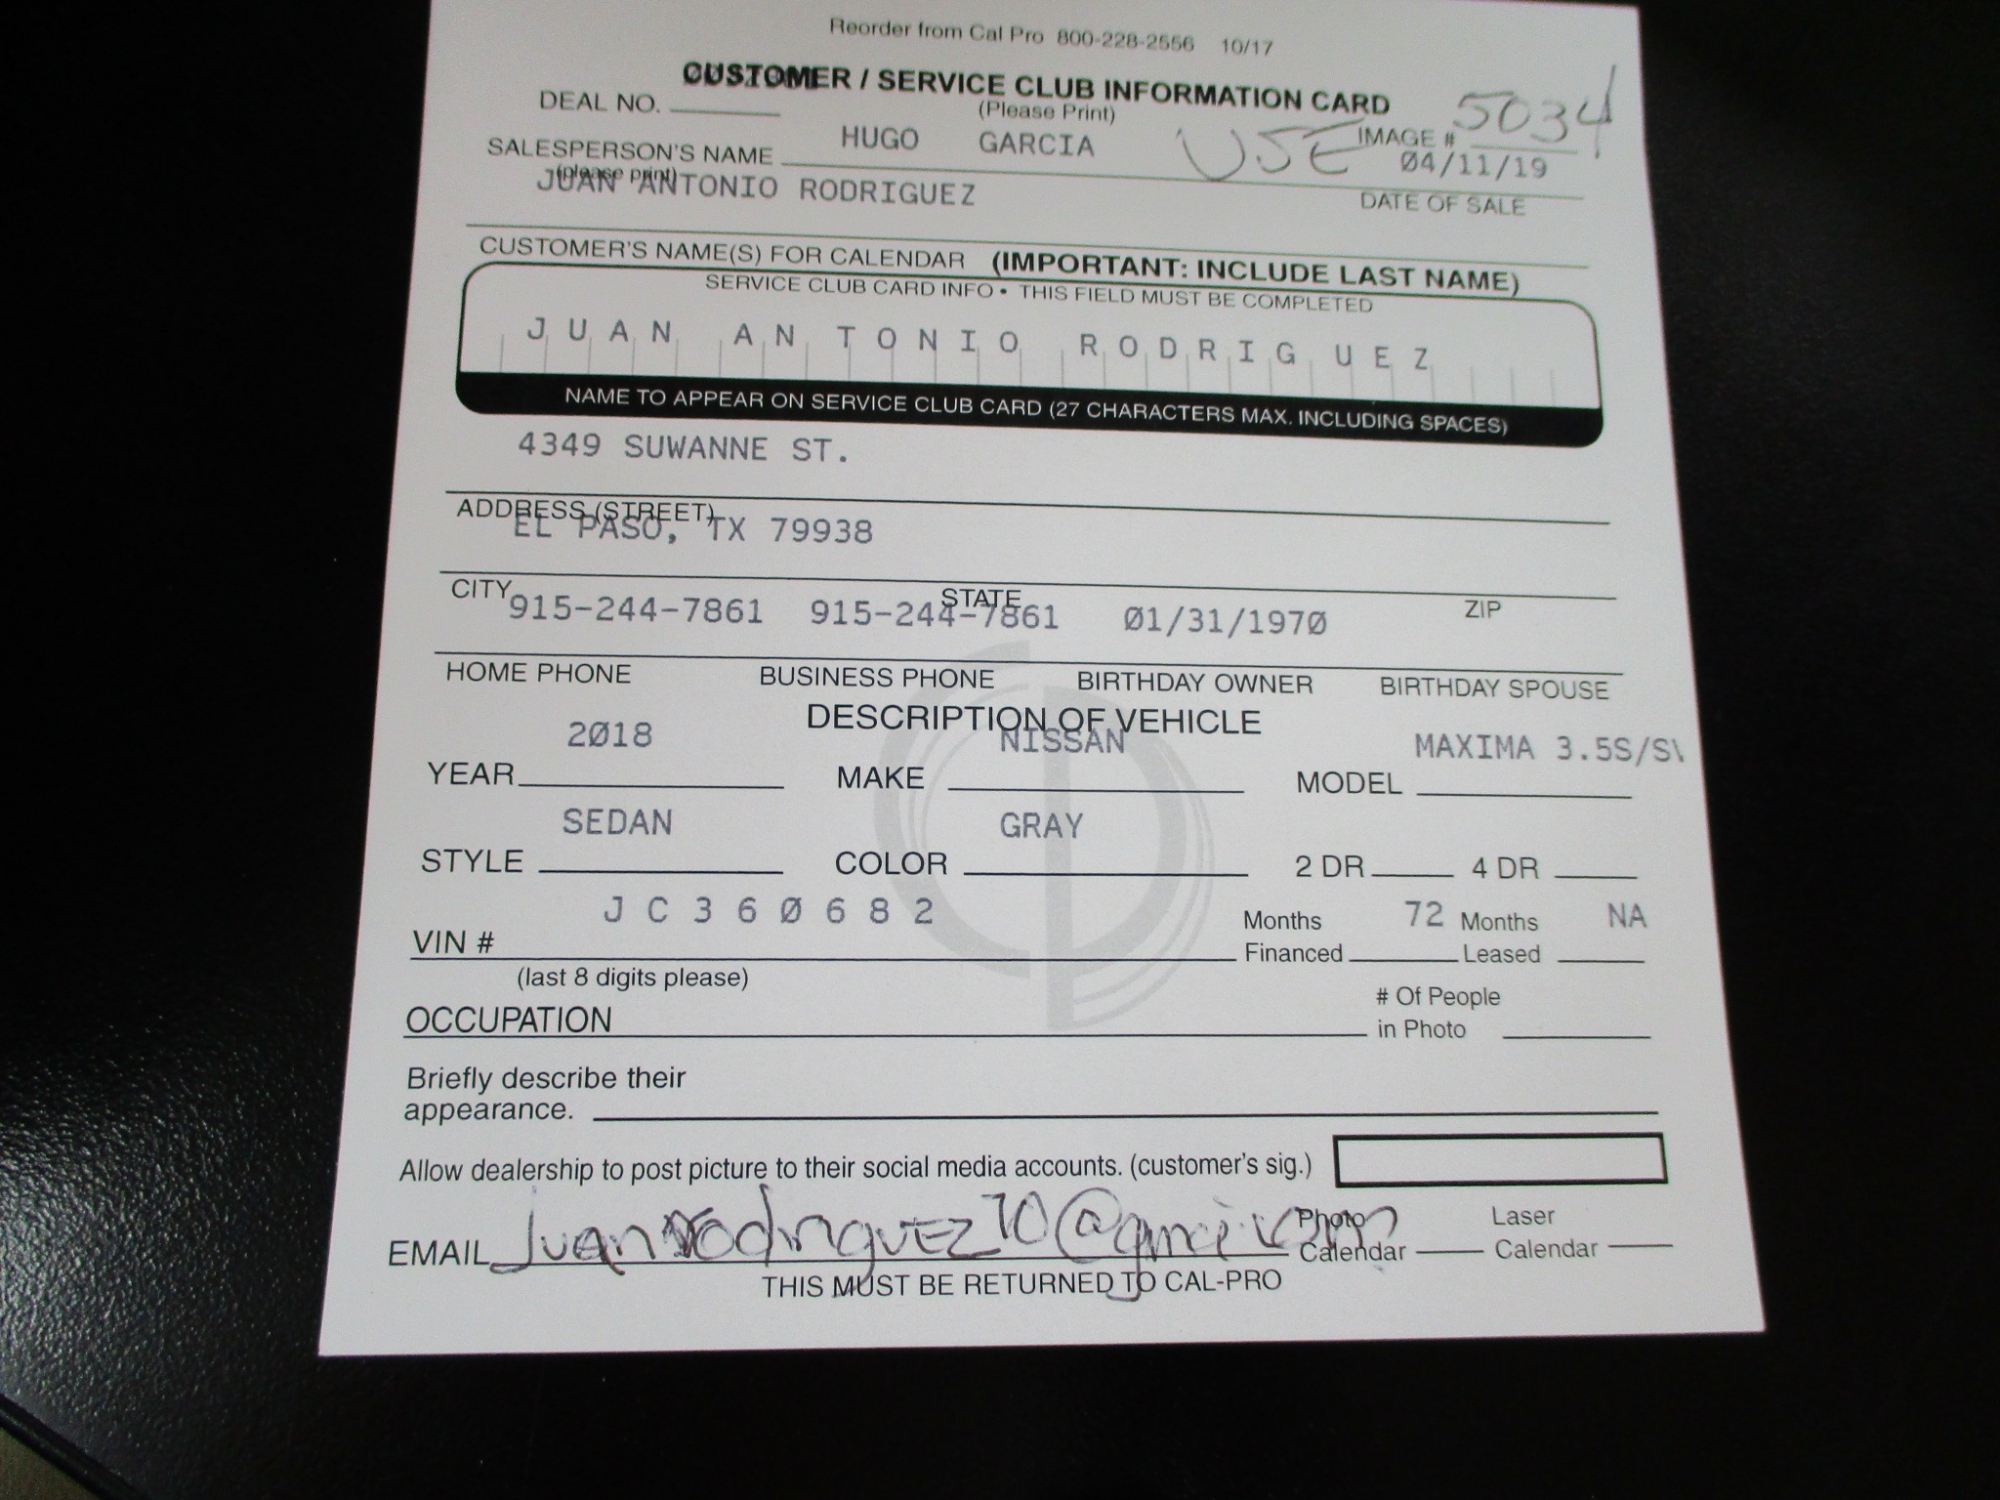 Reorder from Cal Pro 800-228-2556 10/17
CUSTOMER / SERVICE CLUB INFORMATION CARD
DEAL NO. (Please Print) 5034
SALESPERSON'S NAME HUGO GARCIA USE IMAGE #
(please print) 04/11/19
JUAN ANTONIO RODRIGUEZ DATE OF SALE
CUSTOMER'S NAME(S) FOR CALENDAR (IMPORTANT: INCLUDE LAST NAME)
SERVICE CLUB CARD INFO • THIS FIELD MUST BE COMPLETED
JUAN ANTONIO RODRIGUEZ
NAME TO APPEAR ON SERVICE CLUB CARD (27 CHARACTERS MAX. INCLUDING SPACES)
4349 SUWANNE ST.
ADDRESS (STREET)
EL PASO, TX 79938
CITY STATE ZIP
915-244-7861 915-244-7861 01/31/1970
HOME PHONE BUSINESS PHONE BIRTHDAY OWNER BIRTHDAY SPOUSE
DESCRIPTION OF VEHICLE
2018 NISSAN MAXIMA 3.5S/S
YEAR MAKE MODEL
SEDAN GRAY
STYLE COLOR 2 DR 4 DR
JC360682 Months 72 Months NA
VIN # Financed Leased
(last 8 digits please)
OCCUPATION # Of People
in Photo
Briefly describe their
appearance.
Allow dealership to post picture to their social media accounts. (customer's sig.)
Photo Laser
EMAIL Calendar Calendar
THIS MUST BE RETURNED TO CAL-PRO